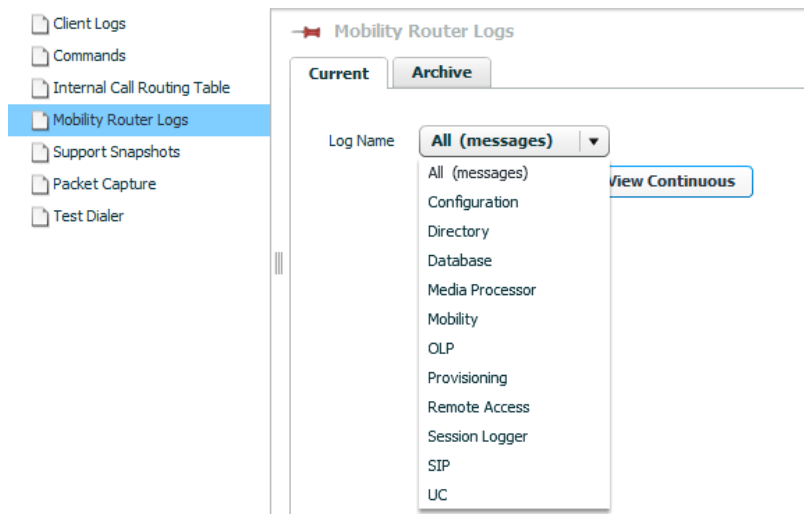 Client Logs
Commands
Internal Call Routing Table
Mobility Router Logs
Support Snapshots
Packet Capture
Test Dialer
Mobility Router Logs
Current
Archive
Log Name
All (messages)
All (messages)
View Continuous
Configuration
Directory
Database
Media Processor
Mobility
OLP
Provisioning
Remote Access
Session Logger
SIP
UC